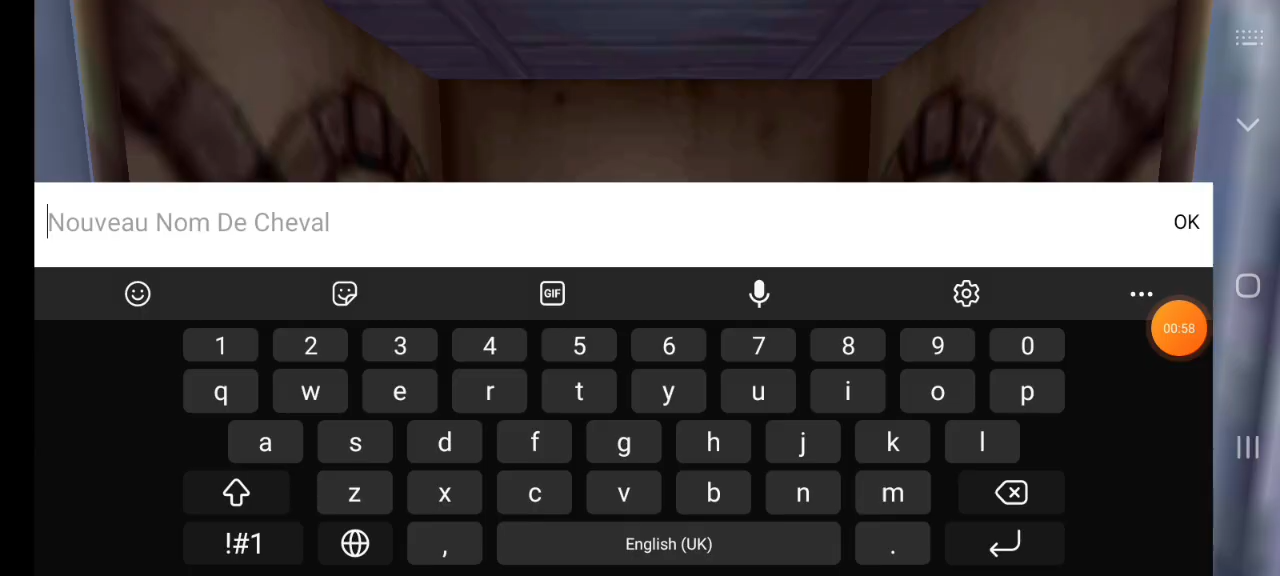 Nouveau Nom De Cheval
OK
GIF
00:58
1 2 3 4 5 6 7 8 9 0
q w e r t y u i o p
a s d f g h j k l
z x c v b n m
!#1 , English (UK) .